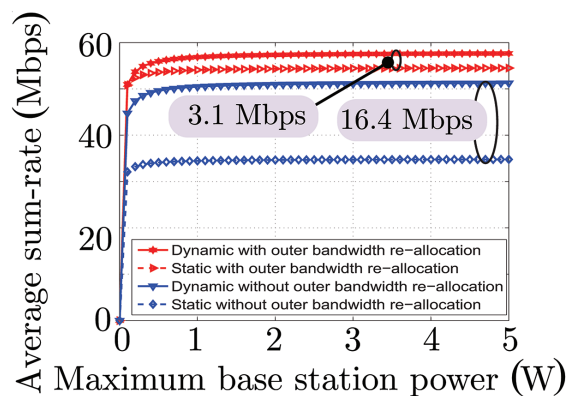 Average sum-rate (Mbps)
60
40
20
0
3.1 Mbps
16.4 Mbps
Dynamic with outer bandwidth re-allocation
Static with outer bandwidth re-allocation
Dynamic without outer bandwidth re-allocation
Static without outer bandwidth re-allocation
0 1 2 3 4 5
Maximum base station power (W)